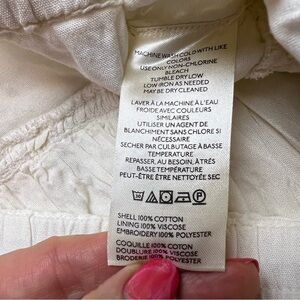 MACHINE WASH COLD WITH LIKE
COLORS
USE ONLY NON-CHLORINE
BLEACH
TUMBLE DRY LOW
LOW IRON AS NEEDED
MAY BE DRY CLEANED
LAVER À LA MACHINE À L'EAU
FROIDE AVEC COULEURS
SIMILAIRES
UTILISER UN AGENT DE
BLANCHIMENT SANS CHLORE SI
NÉCESSAIRE
SECHER PAR CULBUTAGE À BASSE
TEMPERATURE
REPASSER, AU BESOIN, À TRÈS
BASSE TEMPÉRATURE
PEUT-ÊTRE ÊTRE NETTOYÉE SEC
SHELL 100% COTTON
LINING 100% VISCOSE
EMBROIDERY 100% POLYESTER
COQUILLE 100% COTON
DOUBLURE 100% VISCOSE
BRODERIE 100% POLYESTER